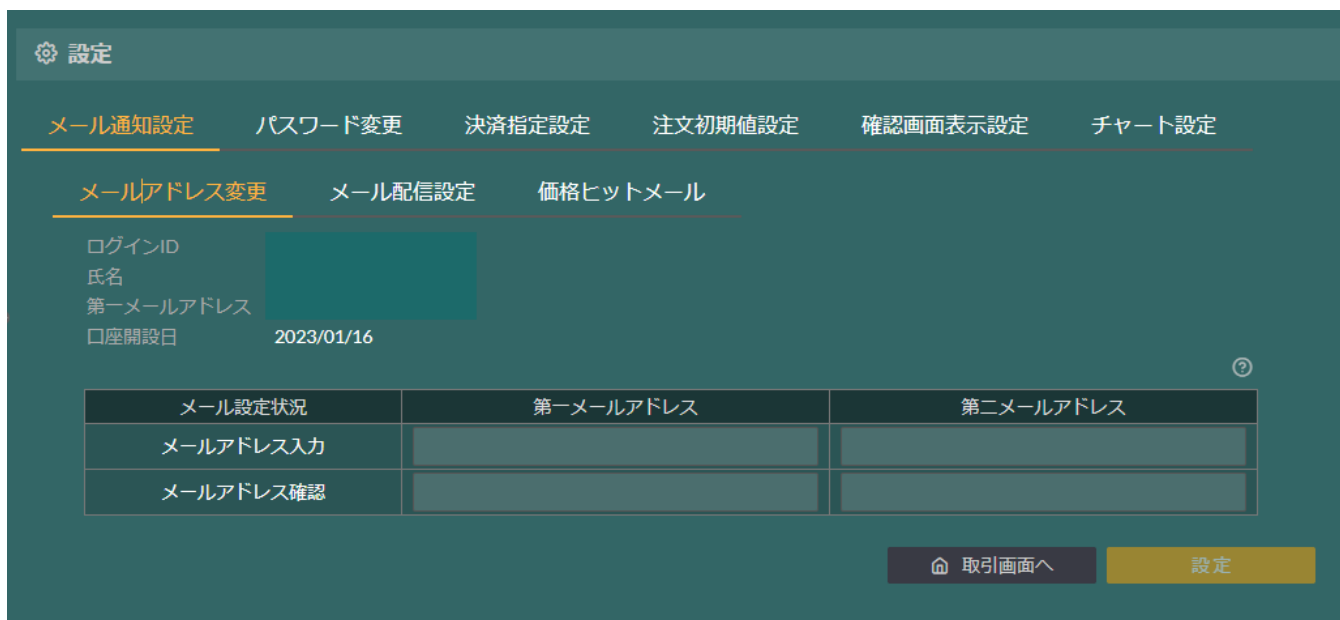 設定
メール通知設定 パスワード変更 決済指定設定 注文初期値設定 確認画面表示設定 チャート設定
メールアドレス変更 メール配信設定 価格ヒットメール
ログインID
氏名
第一メールアドレス
口座開設日 2023/01/16
?
メール設定状況 第一メールアドレス 第二メールアドレス
メールアドレス入力
メールアドレス確認
取引画面へ 設定